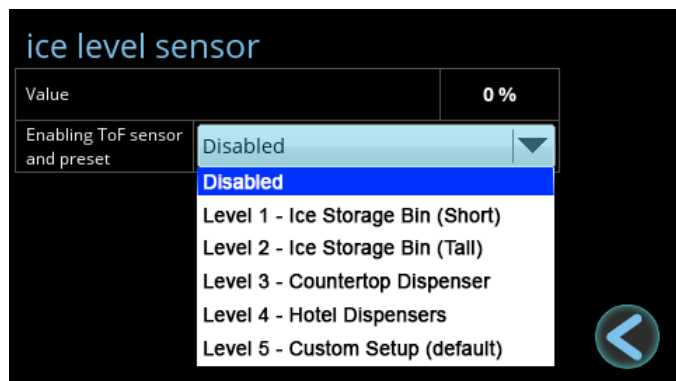 ice level sensor
Value
0 %
Enabling ToF sensor
and preset
Disabled
Disabled
Level 1 - Ice Storage Bin (Short)
Level 2 - Ice Storage Bin (Tall)
Level 3 - Countertop Dispenser
Level 4 - Hotel Dispensers
Level 5 - Custom Setup (default)